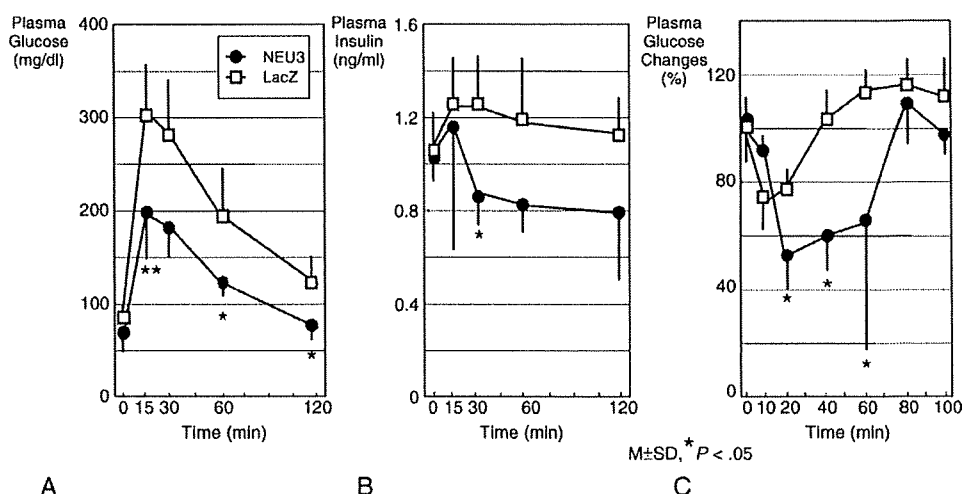 Plasma
Glucose
(mg/dl)
400
300
200
100
0
NEU3
LacZ
**
*
*
0 15 30 60 120
Time (min)
A
Plasma
Insulin
(ng/ml)
1.6
1.2
0.8
0.4
0
*
0 15 30 60 120
Time (min)
B
Plasma
Glucose
Changes
(%)
120
80
40
0
*
*
*
0 10 20 40 60 80 100
Time (min)
M±SD, *P < .05
C